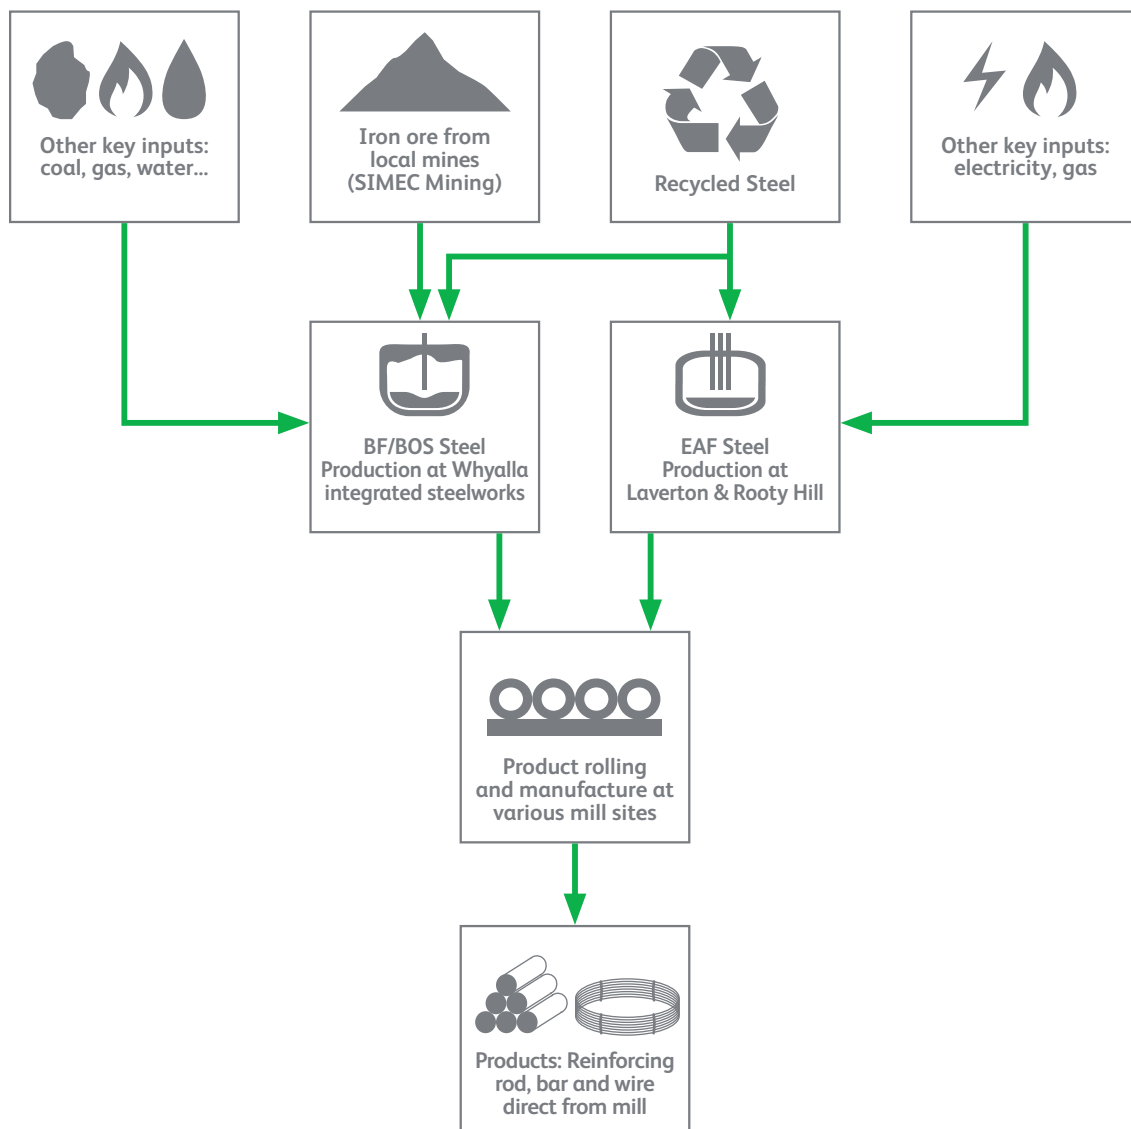 Other key inputs:
coal, gas, water...
Iron ore from
local mines
(SIMEC Mining)
Recycled Steel
Other key inputs:
electricity, gas
BF/BOS Steel
Production at Whyalla
integrated steelworks
EAF Steel
Production at
Laverton & Rooty Hill
Product rolling
and manufacture at
various mill sites
Products: Reinforcing
rod, bar and wire
direct from mill